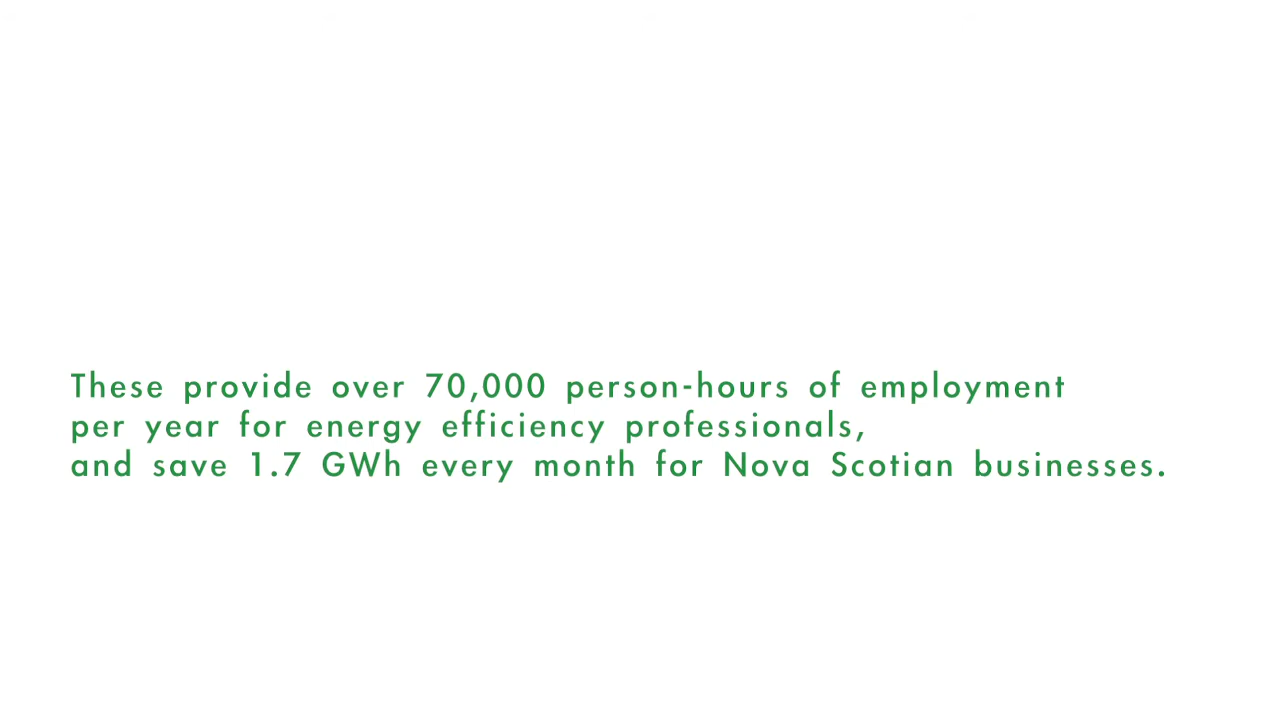 These provide over 70,000 person-hours of employment
per year for energy efficiency professionals,
and save 1.7 GWh every month for Nova Scotian businesses.